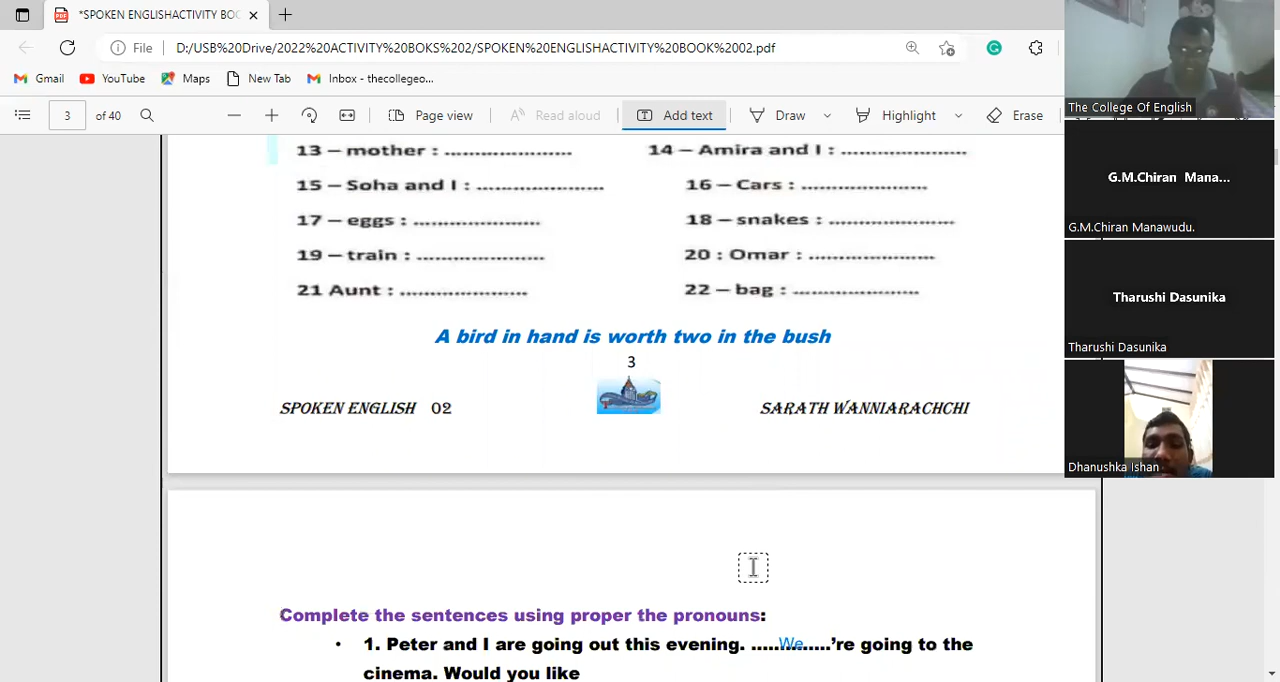 *SPOKEN ENGLISHACTIVITY BO
File D:/USB%20Drive/2022%20ACTIVITY%20BOKS%202/SPOKEN%20ENGLISHACTIVITY%20BOOK%2002.pdf
Gmail YouTube Maps New Tab Inbox - thecollegeo...
3 of 40 Page view Read aloud Add text Draw Highlight Erase
13 – mother : ........................ 14 – Amira and I : ........................
15 – Soha and I : ........................ 16 – Cars : ........................
17 – eggs : ........................ 18 – snakes : ........................
19 – train : ........................ 20 : Omar : ........................
21 Aunt : ........................ 22 – bag : ........................
A bird in hand is worth two in the bush
3
SPOKEN ENGLISH 02 SARATH WANNIARACHCHI
Complete the sentences using proper the pronouns:
• 1. Peter and I are going out this evening. .....We.....’re going to the
cinema. Would you like
The College Of English
G.M.Chiran Mana...
G.M.Chiran Manawudu.
Tharushi Dasunika
Tharushi Dasunika
Dhanushka Ishan